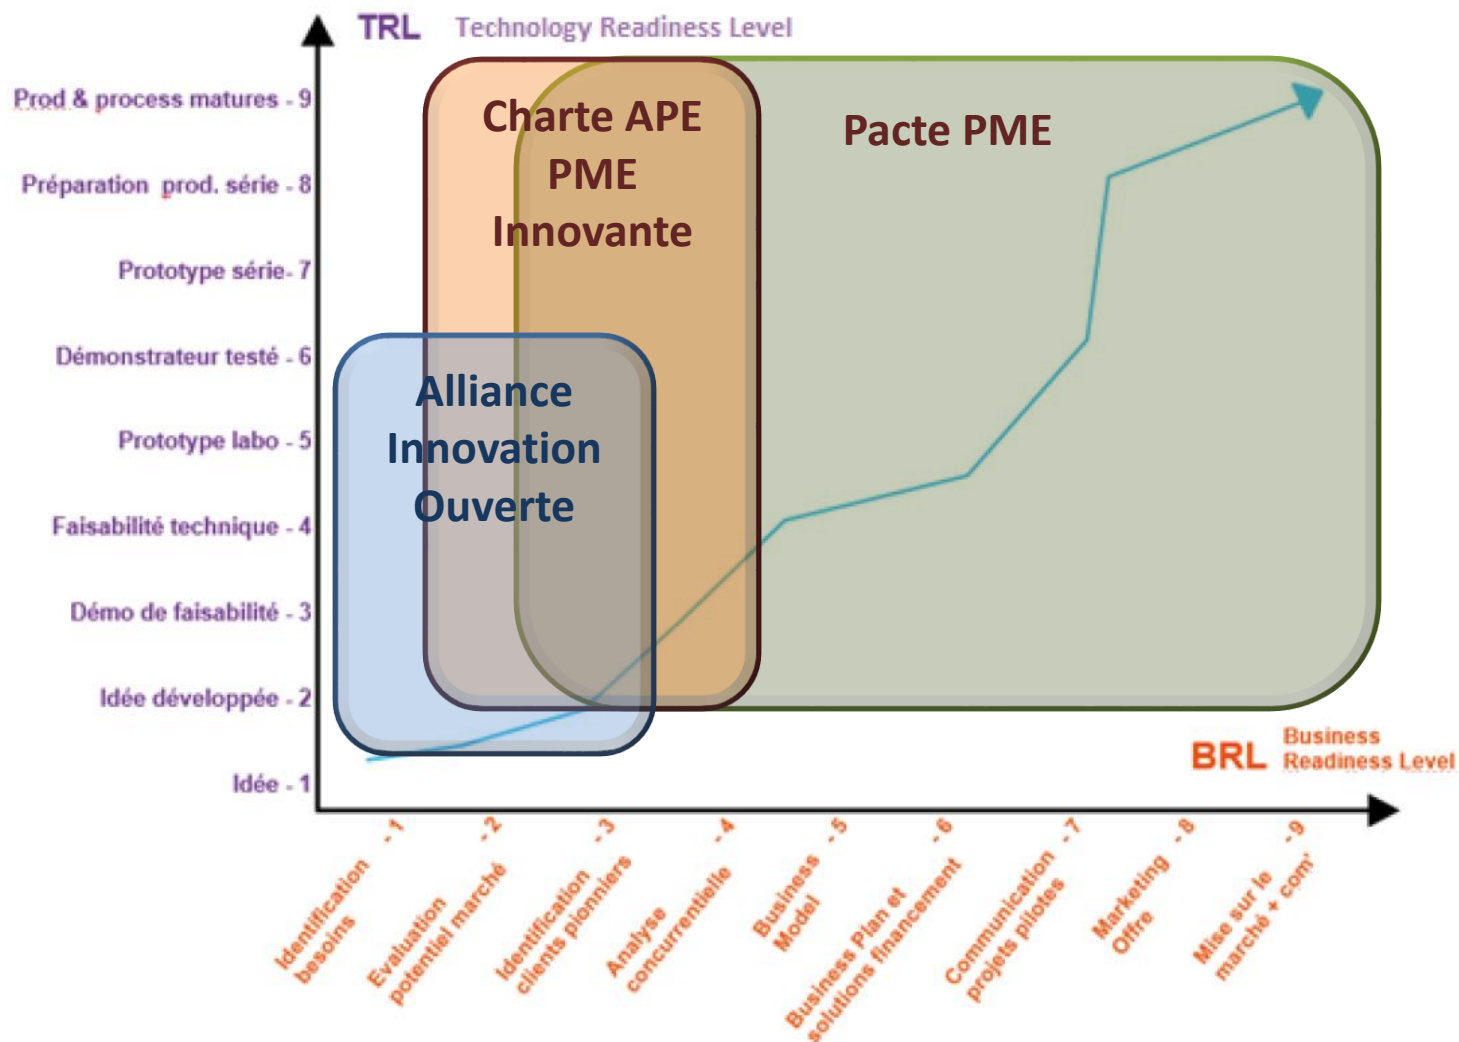 TRL Technology Readiness Level
Prod & process matures - 9
Préparation prod. série - 8
Prototype série- 7
Démonstrateur testé - 6
Prototype labo - 5
Faisabilité technique - 4
Démo de faisabilité - 3
Idée développée - 2
Idée - 1
Charte APE
PME
Innovante
Pacte PME
Alliance
Innovation
Ouverte
BRL Business
Readiness Level
Identification - 1
besoins
Evaluation - 2
potentiel marché
Identification - 3
clients pionniers
Analyse - 4
concurrentielle
Business - 5
Model
Business Plan et - 6
solutions financement
Communication - 7
projets pilotes
Marketing - 8
Offre
Mise sur le - 9
marché + com'